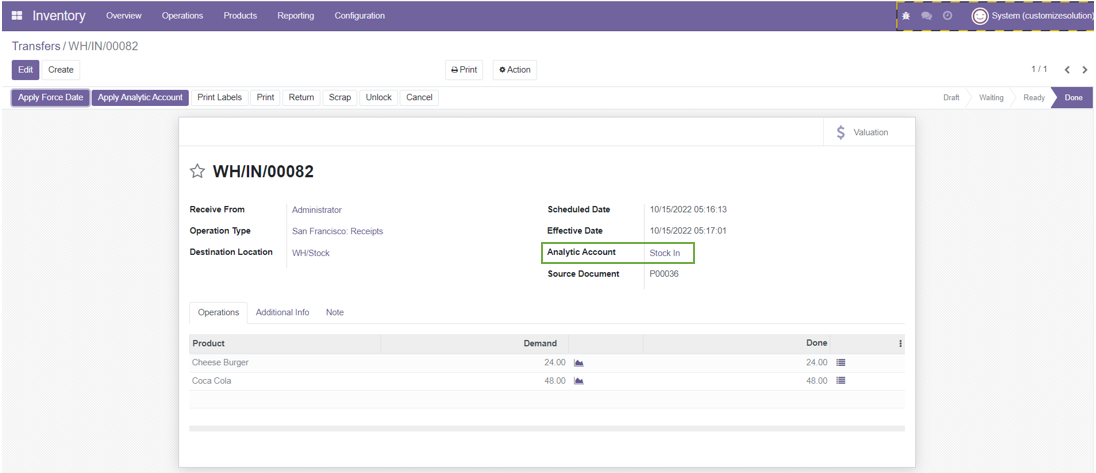 Inventory Overview Operations Products Reporting Configuration System (customizesolution)
Transfers / WH/IN/00082
Edit Create Print Action 1 / 1
Apply Force Date Apply Analytic Account Print Labels Print Return Scrap Unlock Cancel Draft Waiting Ready Done
$ Valuation
WH/IN/00082
Receive From Administrator Scheduled Date 10/15/2022 05:16:13
Operation Type San Francisco: Receipts Effective Date 10/15/2022 05:17:01
Destination Location WH/Stock Analytic Account Stock In
Source Document P00036
Operations Additional Info Note
Product Demand Done
Cheese Burger 24.00 24.00
Coca Cola 48.00 48.00